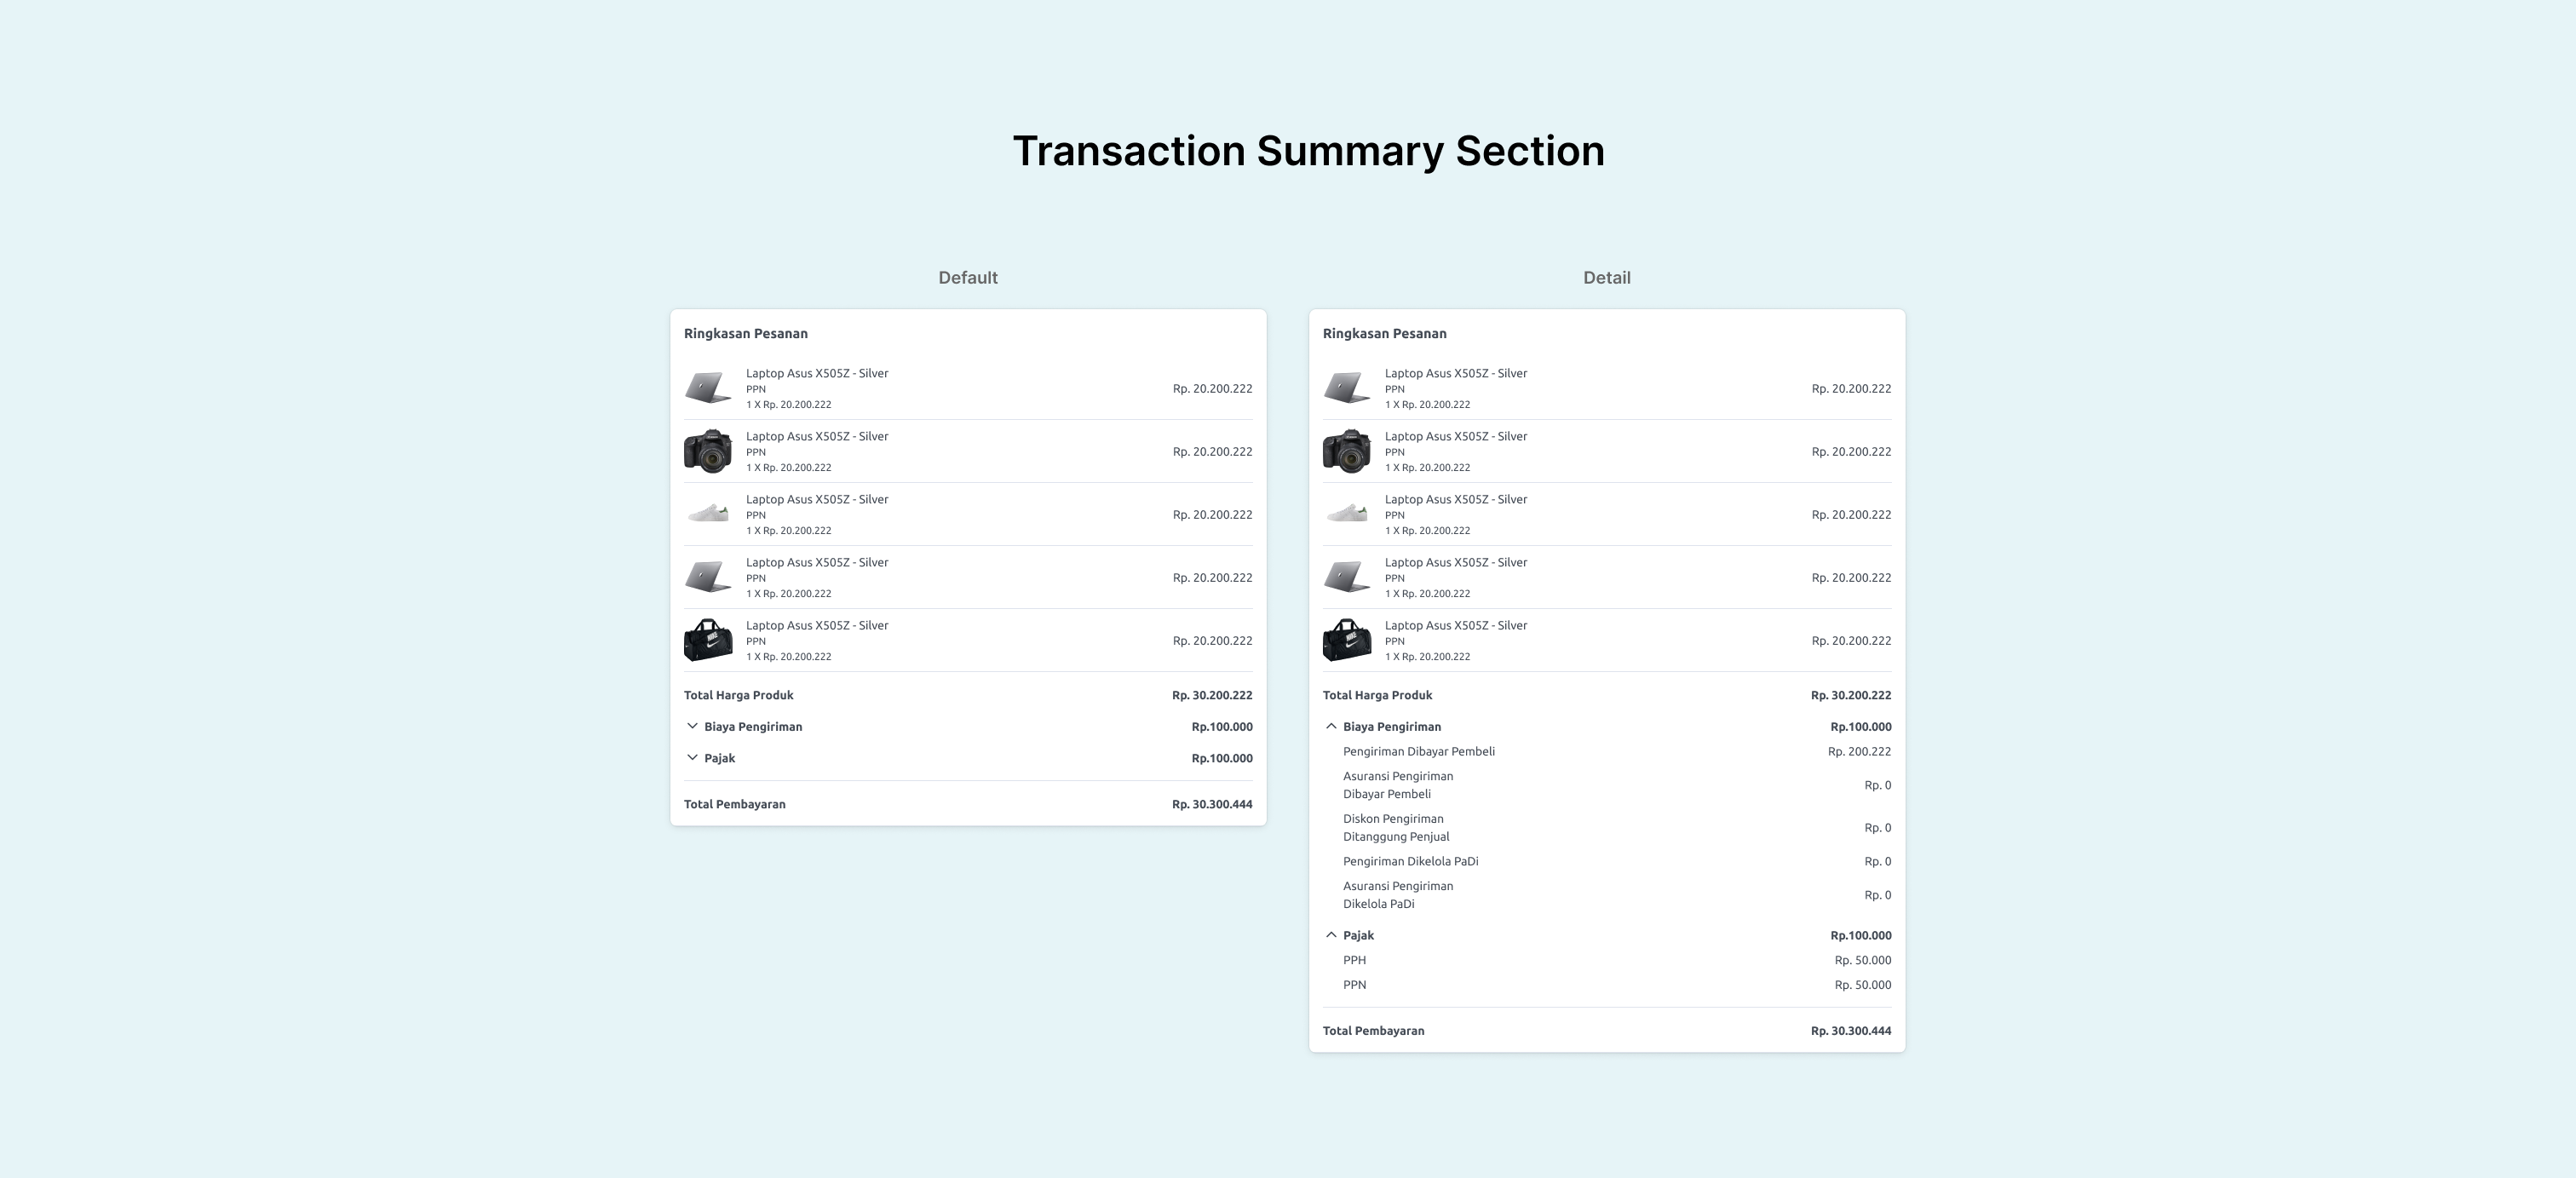 Transaction Summary Section
Default
Ringkasan Pesanan
Laptop Asus X505Z - Silver
PPN
1 X Rp. 20.200.222
Rp. 20.200.222
Laptop Asus X505Z - Silver
PPN
1 X Rp. 20.200.222
Rp. 20.200.222
Laptop Asus X505Z - Silver
PPN
1 X Rp. 20.200.222
Rp. 20.200.222
Laptop Asus X505Z - Silver
PPN
1 X Rp. 20.200.222
Rp. 20.200.222
NIKE
Laptop Asus X505Z - Silver
PPN
1 X Rp. 20.200.222
Rp. 20.200.222
Total Harga Produk Rp. 30.200.222
Biaya Pengiriman Rp.100.000
Pajak Rp.100.000
Total Pembayaran Rp. 30.300.444
Detail
Ringkasan Pesanan
Laptop Asus X505Z - Silver
PPN
1 X Rp. 20.200.222
Rp. 20.200.222
Laptop Asus X505Z - Silver
PPN
1 X Rp. 20.200.222
Rp. 20.200.222
Laptop Asus X505Z - Silver
PPN
1 X Rp. 20.200.222
Rp. 20.200.222
Laptop Asus X505Z - Silver
PPN
1 X Rp. 20.200.222
Rp. 20.200.222
NIKE
Laptop Asus X505Z - Silver
PPN
1 X Rp. 20.200.222
Rp. 20.200.222
Total Harga Produk Rp. 30.200.222
Biaya Pengiriman Rp.100.000
Pengiriman Dibayar Pembeli Rp. 200.222
Asuransi Pengiriman
Dibayar Pembeli
Rp. 0
Diskon Pengiriman
Ditanggung Penjual
Rp. 0
Pengiriman Dikelola PaDi Rp. 0
Asuransi Pengiriman
Dikelola PaDi
Rp. 0
Pajak Rp.100.000
PPH Rp. 50.000
PPN Rp. 50.000
Total Pembayaran Rp. 30.300.444